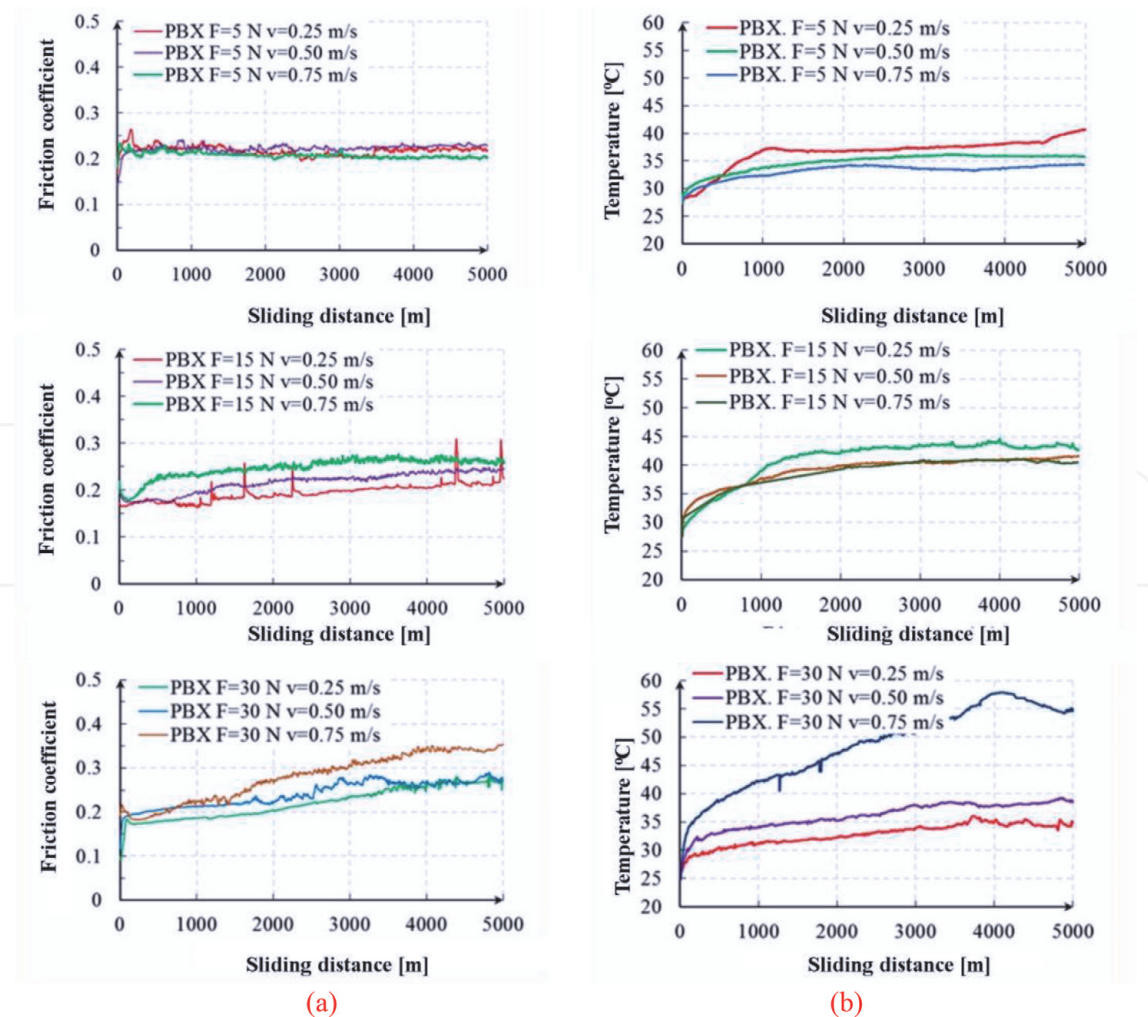 0.5
PBX F=5 N v=0.25 m/s
PBX F=5 N v=0.50 m/s
PBX F=5 N v=0.75 m/s
0.4
0.3
0.2
0.1
0
Friction coefficient
0 1000 2000 3000 4000 5000
Sliding distance [m]
60
PBX. F=5 N v=0.25 m/s
55
PBX. F=5 N v=0.50 m/s
50
PBX. F=5 N v=0.75 m/s
45
40
35
30
25
20
Temperature [ºC]
0 1000 2000 3000 4000 5000
Sliding distance [m]
0.5
PBX F=15 N v=0.25 m/s
PBX F=15 N v=0.50 m/s
PBX F=15 N v=0.75 m/s
0.4
0.3
0.2
0.1
0
Friction coefficient
0 1000 2000 3000 4000 5000
Sliding distance [m]
60
PBX. F=15 N v=0.25 m/s
55
PBX. F=15 N v=0.50 m/s
50
PBX. F=15 N v=0.75 m/s
45
40
35
30
25
20
Temperature [ºC]
0 1000 2000 3000 4000 5000
Sliding distance [m]
0.5
PBX F=30 N v=0.25 m/s
PBX F=30 N v=0.50 m/s
PBX F=30 N v=0.75 m/s
0.4
0.3
0.2
0.1
0
Friction coefficient
0 1000 2000 3000 4000 5000
Sliding distance [m]
60
PBX. F=30 N v=0.25 m/s
55
PBX. F=30 N v=0.50 m/s
50
PBX. F=30 N v=0.75 m/s
45
40
35
30
25
20
Temperature [ºC]
0 1000 2000 3000 4000 5000
Sliding distance [m]
(a)
(b)